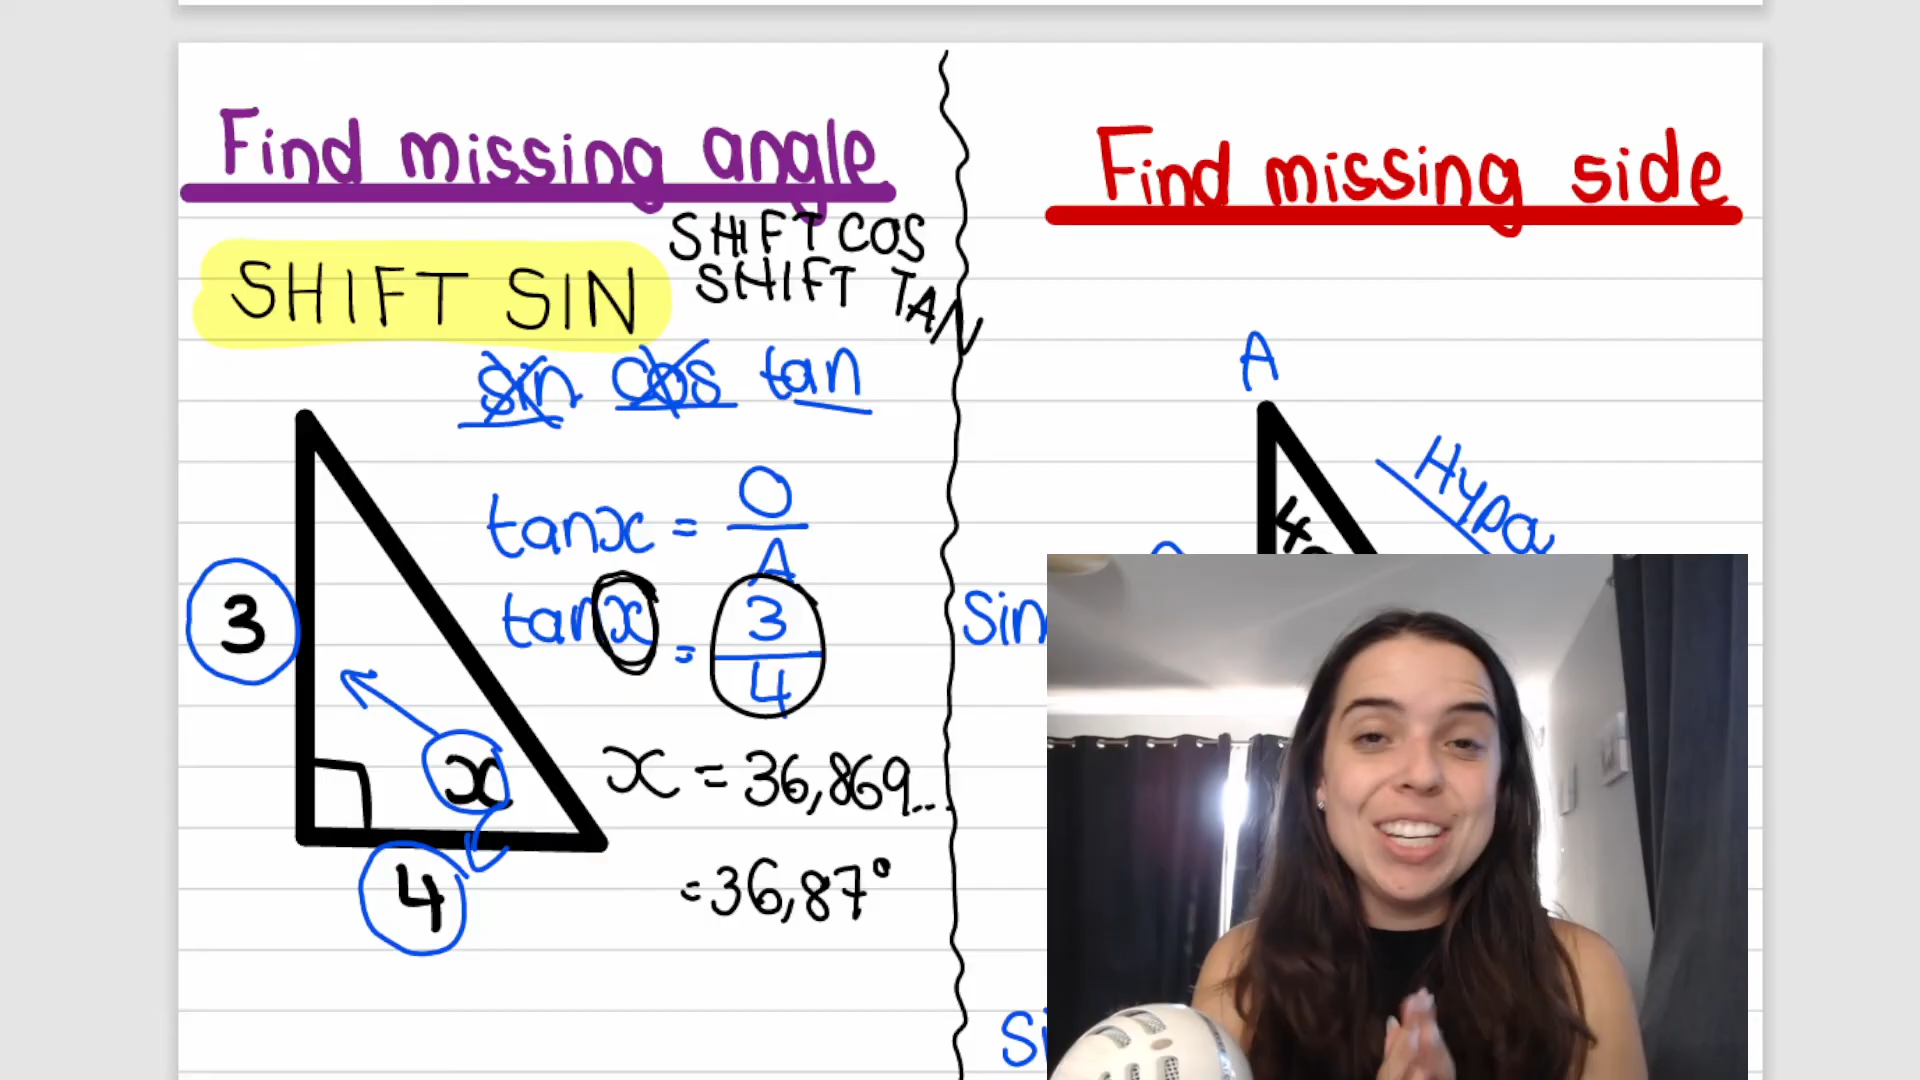 Find missing angle
SHIFT SIN
SHIFT COS
SHIFT TAN
sin cos tan
tanx = O/A
tanx = 3/4
3
x
4
x = 36,869...
=36,87°
Find missing side
A
Sin